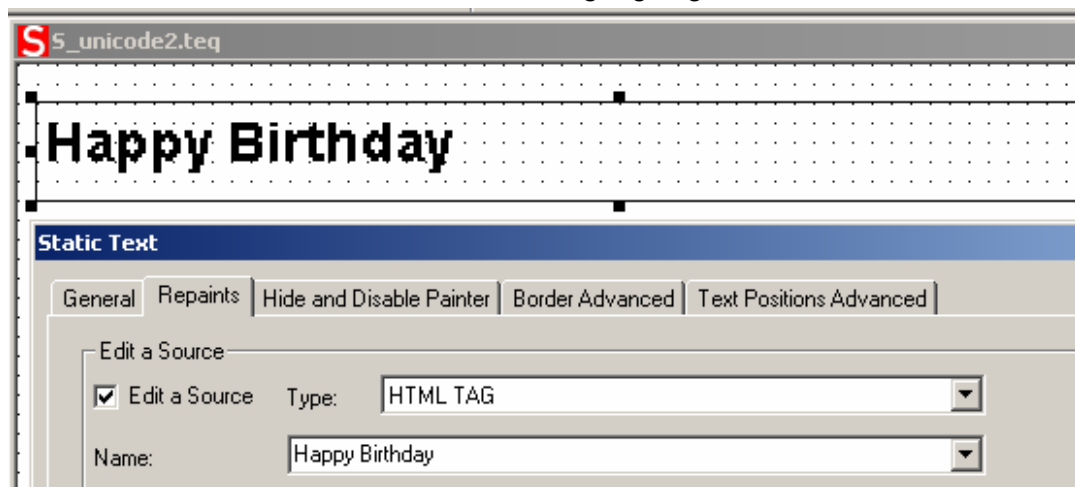 S 5_unicode2.teq
Happy Birthday
Static Text
General Repaints Hide and Disable Painter Border Advanced Text Positions Advanced
Edit a Source
Edit a Source Type: HTML TAG
Name: Happy Birthday